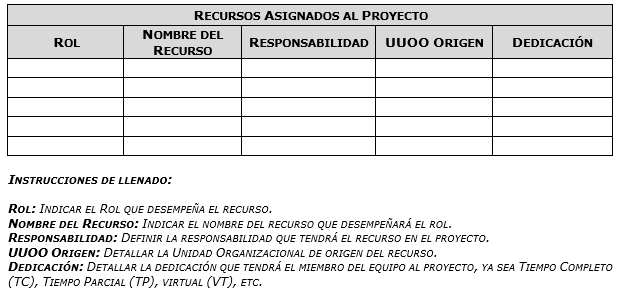 RECURSOS ASIGNADOS AL PROYECTO
ROL NOMBRE DEL RECURSO RESPONSABILIDAD UUOO ORIGEN DEDICACIÓN
INSTRUCCIONES DE LLENADO:
ROL: INDICAR EL ROL QUE DESEMPEÑA EL RECURSO.
NOMBRE DEL RECURSO: INDICAR EL NOMBRE DEL RECURSO QUE DESEMPEÑARÁ EL ROL.
RESPONSABILIDAD: DEFINIR LA RESPONSABILIDAD QUE TENDRÁ EL RECURSO EN EL PROYECTO.
UUOO ORIGEN: DETALLAR LA UNIDAD ORGANIZACIONAL DE ORIGEN DEL RECURSO.
DEDICACIÓN: DETALLAR LA DEDICACIÓN QUE TENDRÁ EL MIEMBRO DEL EQUIPO AL PROYECTO, YA SEA TIEMPO COMPLETO
(TC), TIEMPO PARCIAL (TP), VIRTUAL (VT), ETC.